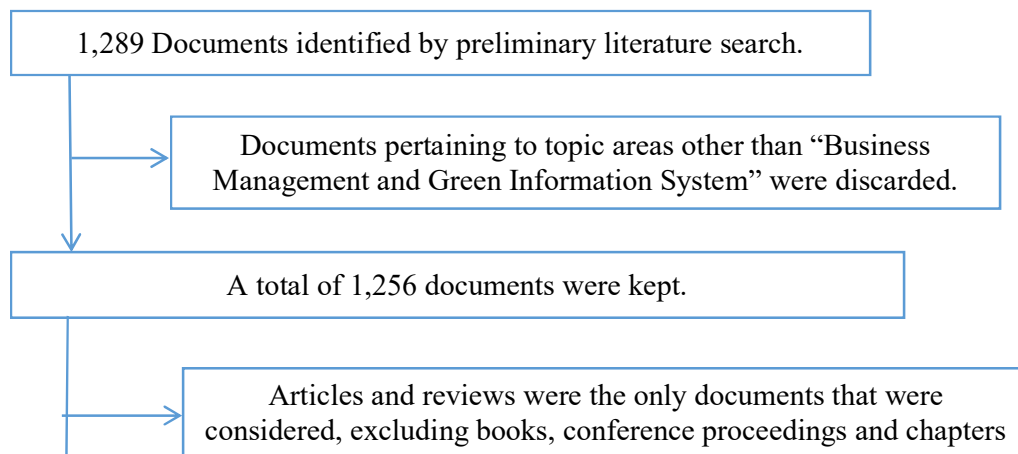 1,289 Documents identified by preliminary literature search.
Documents pertaining to topic areas other than “Business
Management and Green Information System” were discarded.
A total of 1,256 documents were kept.
Articles and reviews were the only documents that were
considered, excluding books, conference proceedings and chapters